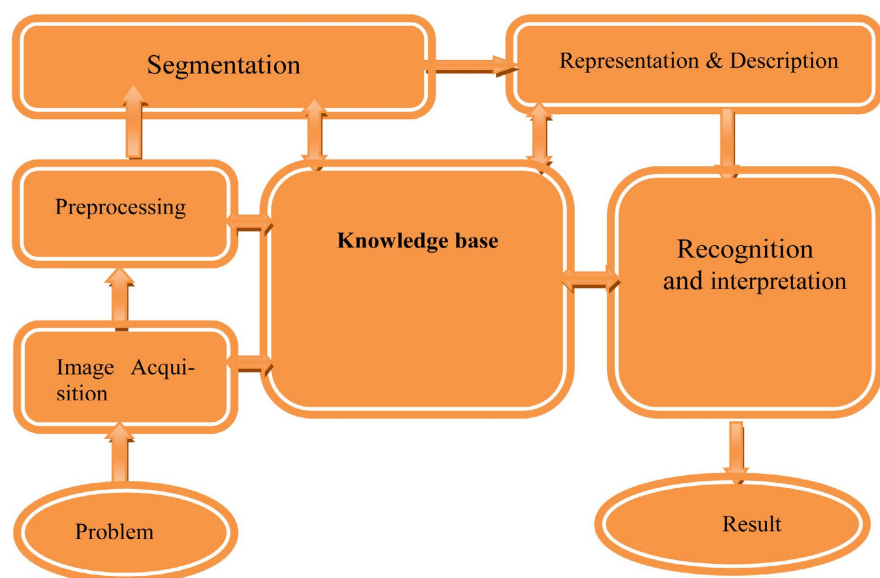 Segmentation
Representation & Description
Preprocessing
Knowledge base
Recognition
and interpretation
Image Acqui-
sition
Problem
Result